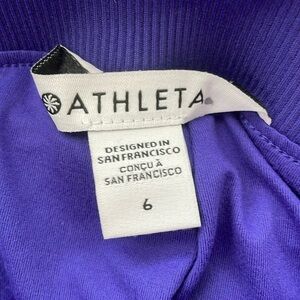 ATHLETA
DESIGNED IN
SAN FRANCISCO
CONÇU À
SAN FRANCISCO
6